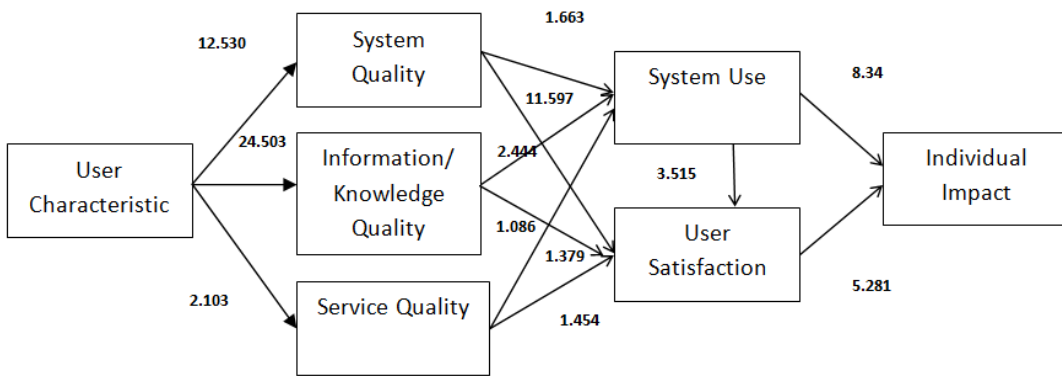 1.663
12.530
System
Quality
System Use
8.34
11.597
24.503
User
Characteristic
Information/
Knowledge
Quality
2.444
3.515
Individual
Impact
1.086
User
Satisfaction
1.379
2.103
Service Quality
1.454
5.281